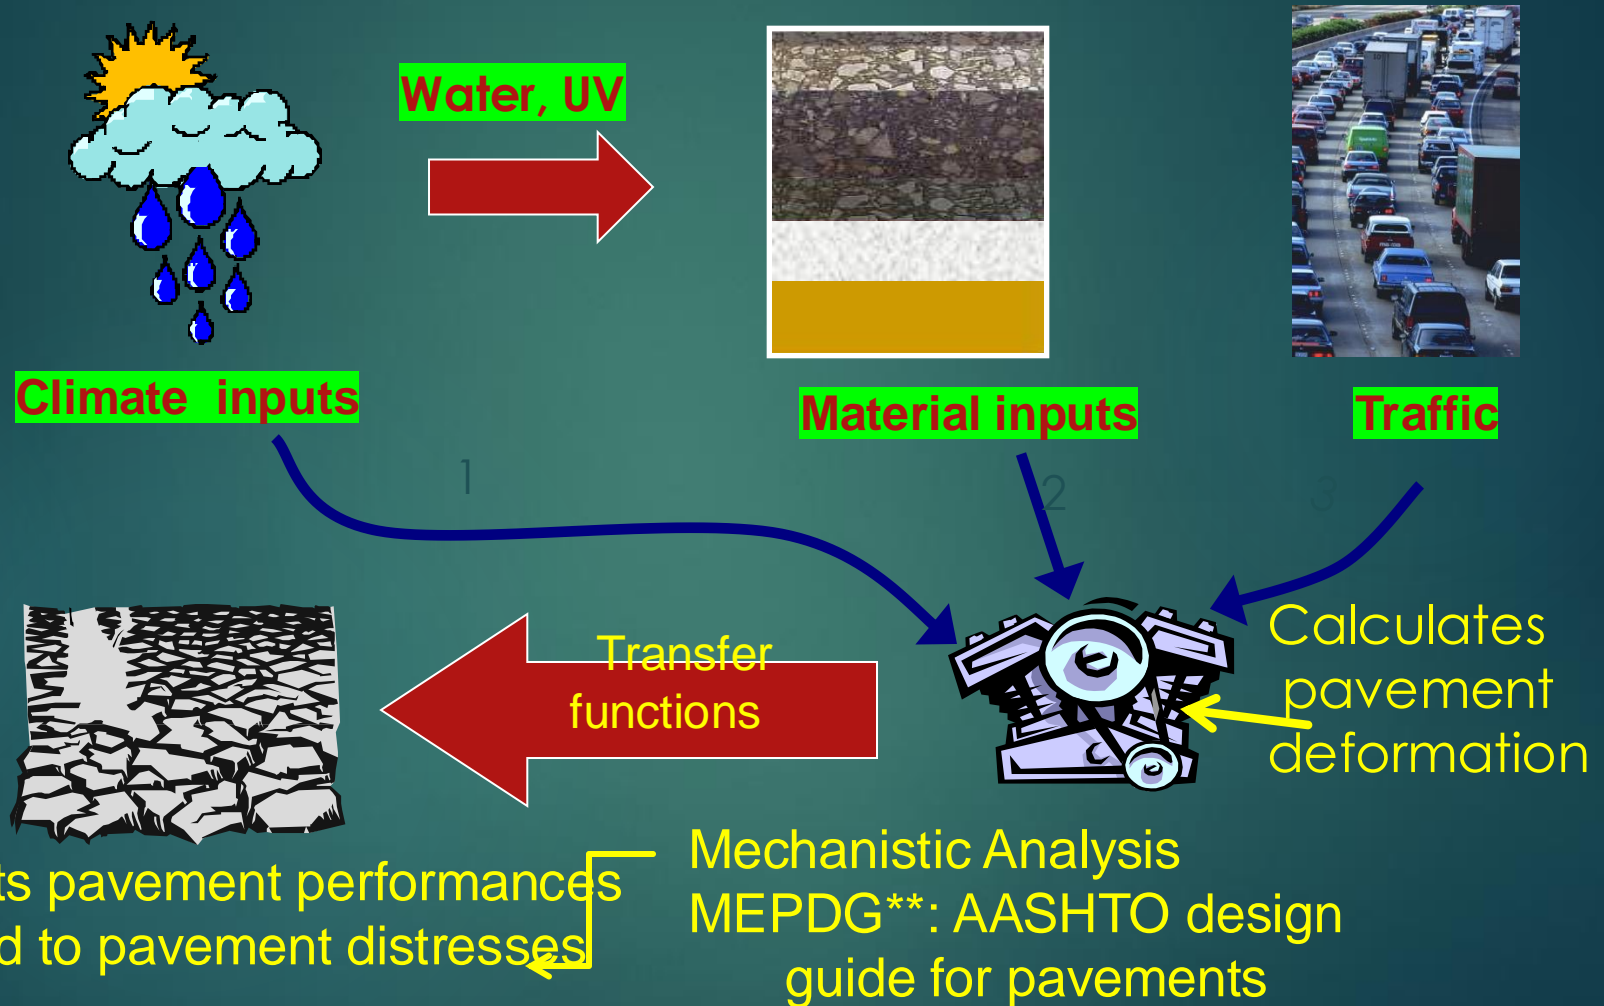 Water, UV
Climate inputs
Material inputs
Traffic
1
2
3
Transfer
functions
Calculates
pavement
deformation
Mechanistic Analysis
MEPDG**: AASHTO design
guide for pavements
pavement performances
to pavement distresses